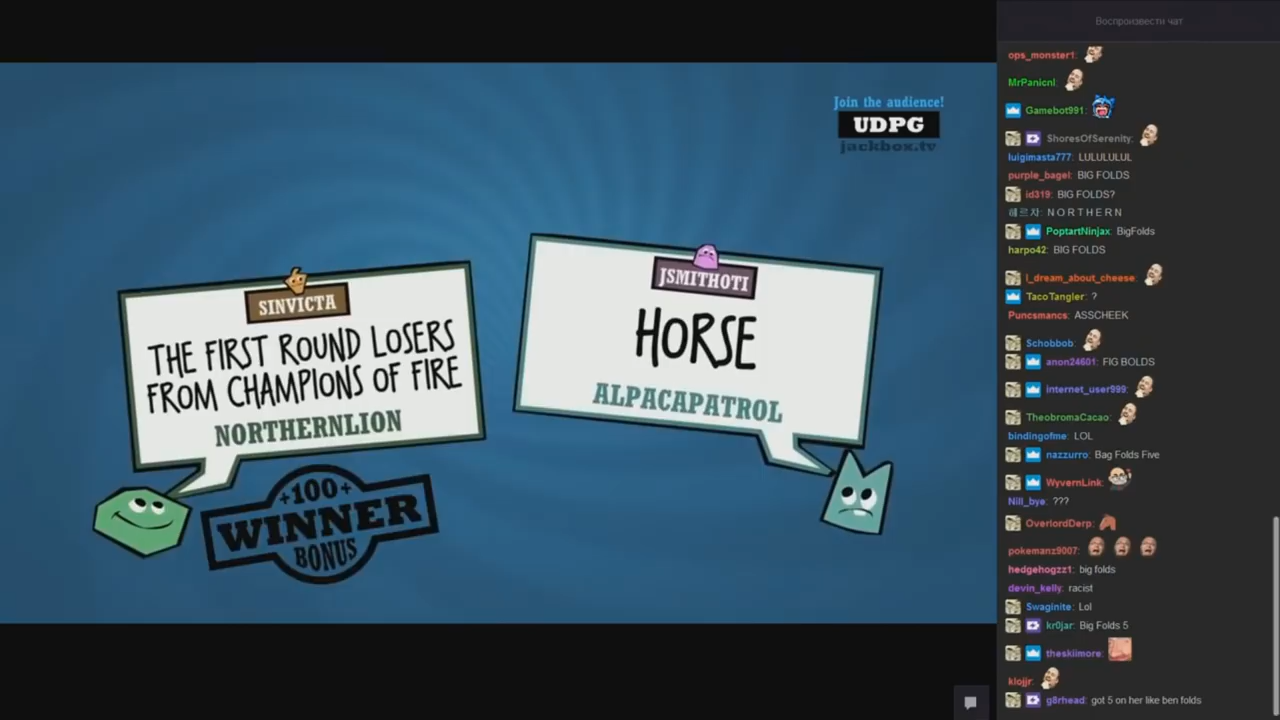 Воспроизвести чат
Join the audience!
UDPG
jackbox.tv
SINVICTA
THE FIRST ROUND LOSERS
FROM CHAMPIONS OF FIRE
NORTHERNLION
+100+
WINNER
BONUS
JSMITHOTI
HORSE
ALPACAPATROL
ops_monster1:
MrPanicnl:
Gamebot991:
ShoresOfSerenity:
luigimasta777: LULULULUL
purple_bagel: BIG FOLDS
id319: BIG FOLDS?
해르자: N O R T H E R N
PoptartNinjax: BigFolds
harpo42: BIG FOLDS
i_dream_about_cheese:
TacoTangler: ?
Puncsmancs: ASSCHEEK
Schobbob:
anon24601: FIG BOLDS
internet_user999:
TheobromaCacao:
bindingofme: LOL
nazzurro: Bag Folds Five
WyvernLink:
Nill_bye: ???
OverlordDerp:
pokemanz9007:
hedgehogzz1: big folds
devin_kelly: racist
Swaginite: Lol
kr0jar: Big Folds 5
theskiimore:
klojjr:
g8rhead: got 5 on her like ben folds